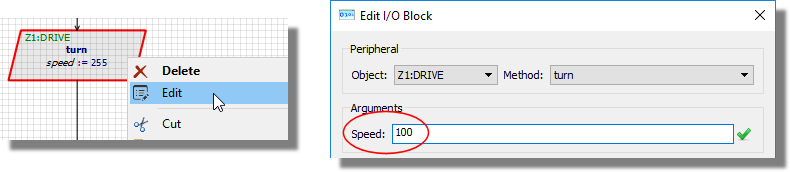 Z1:DRIVE
turn
speed := 255
Delete
Edit
Cut
Edit I/O Block
Peripheral
Object: Z1:DRIVE Method: turn
Arguments
Speed: 100